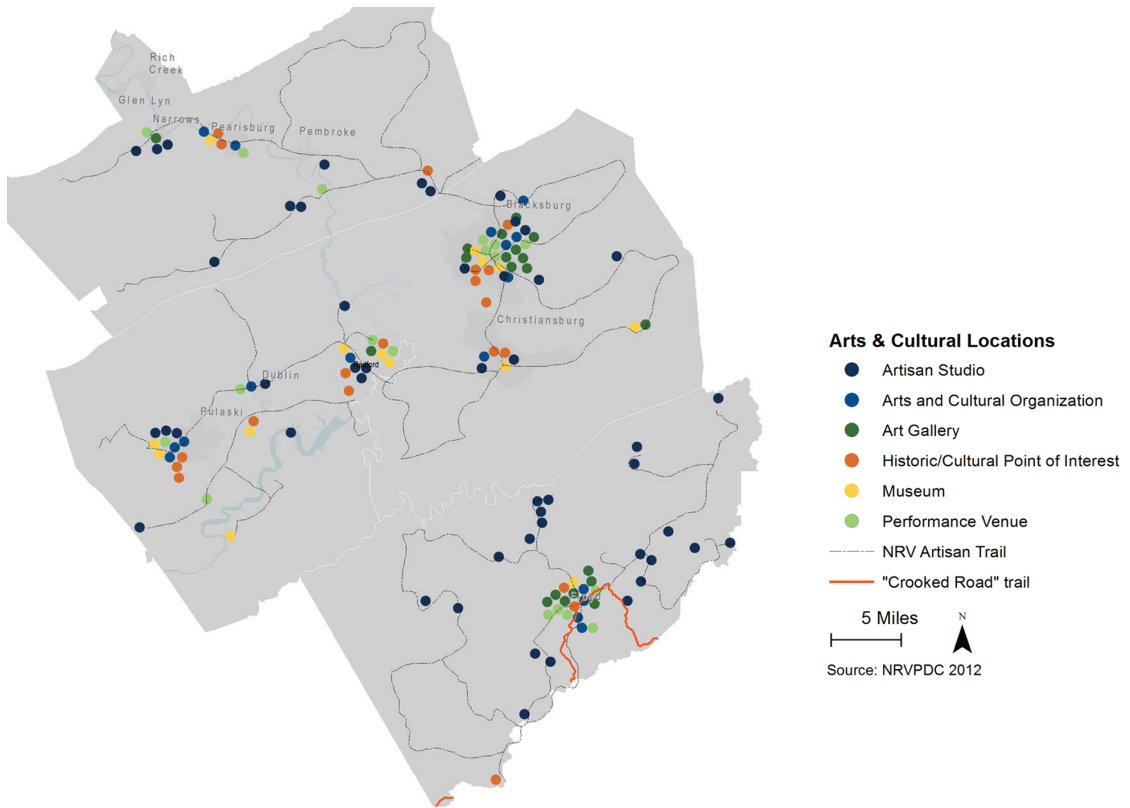 Rich
Creek
Glen Lyn
Narrows
Pearisburg
Pembroke
Blacksburg
Christiansburg
Radford
Dublin
Pulaski
Floyd
Arts & Cultural Locations
Artisan Studio
Arts and Cultural Organization
Art Gallery
Historic/Cultural Point of Interest
Museum
Performance Venue
NRV Artisan Trail
"Crooked Road" trail
5 Miles
N
Source: NRVPDC 2012